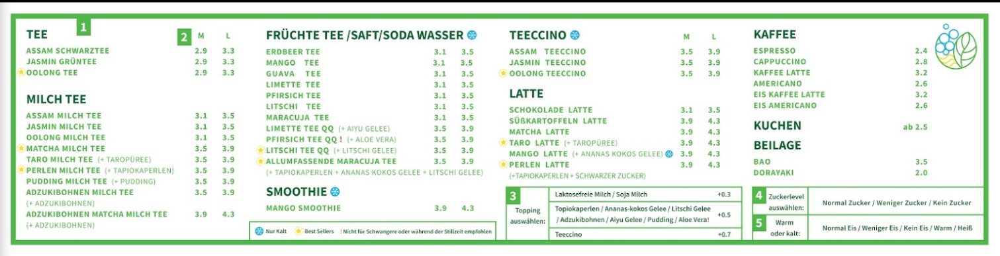 TEE 1
2 M L
ASSAM SCHWARZTEE 2.9 3.3
JASMIN GRÜNTEE 2.9 3.3
OOLONG TEE 2.9 3.3
MILCH TEE
ASSAM MILCH TEE 3.1 3.5
JASMIN MILCH TEE 3.1 3.5
OOLONG MILCH TEE 3.1 3.5
MATCHA MILCH TEE 3.5 3.9
TARO MILCH TEE (+ TAROPÜREE) 3.5 3.9
PERLEN MILCH TEE (+ TAPIOKAPERLEN) 3.5 3.9
PUDDING MILCH TEE (+ PUDDING) 3.5 3.9
ADZUKIBOHNEN MILCH TEE 3.5 3.9
(+ ADZUKIBOHNEN)
ADZUKIBOHNEN MATCHA MILCH TEE 3.9 4.3
(+ ADZUKIBOHNEN)
FRÜCHTE TEE /SAFT/SODA WASSER
ERDBEER TEE 3.1 3.5
MANGO TEE 3.1 3.5
GUAVA TEE 3.1 3.5
LIMETTE TEE 3.1 3.5
PFIRSICH TEE 3.1 3.5
LITSCHI TEE 3.1 3.5
MARACUJA TEE 3.1 3.5
LIMETTE TEE QQ (+ AIYU GELEE) 3.5 3.9
PFIRSICH TEE QQ ! (+ ALOE VERA) 3.5 3.9
LITSCHI TEE QQ (+ LITSCHI GELEE) 3.5 3.9
ALLUMFASSENDE MARACUJA TEE 3.5 3.9
(+ TAPIOKAPERLEN + ANANAS KOKOS GELEE + LITSCHI GELEE)
SMOOTHIE
MANGO SMOOTHIE 3.9 4.3
Nur Kalt Best Sellers ! Nicht für Schwangere oder während der Stillzeit empfohlen
TEECCINO M L
ASSAM TEECCINO 3.5 3.9
JASMIN TEECCINO 3.5 3.9
OOLONG TEECCINO 3.5 3.9
LATTE
SCHOKOLADE LATTE 3.1 3.5
SÜßKARTOFFELN LATTE 3.9 4.3
MATCHA LATTE 3.9 4.3
TARO LATTE (+ TAROPÜREE) 3.9 4.3
MANGO LATTE (+ ANANAS KOKOS GELEE) 3.9 4.3
PERLEN LATTE 3.9 4.3
(+TAPIOKAPERLEN + SCHWARZER ZUCKER)
3
Topping
auswählen:
Laktosefreie Milch / Soja Milch +0.3
Topiokaperlen / Ananas-kokos Gelee / Litschi Gelee
/ Adzukibohnen / Aiyu Gelee / Pudding / Aloe Vera! +0.5
Teeccino +0.7
KAFFEE
ESPRESSO 2.4
CAPPUCCINO 2.8
KAFFEE LATTE 3.2
AMERICANO 2.6
EIS KAFFEE LATTE 3.2
EIS AMERICANO 2.6
KUCHEN ab 2.5
BEILAGE
BAO 3.5
DORAYAKI 2.0
4 Zuckerlevel
auswählen:
Normal Zucker / Weniger Zucker / Kein Zucker
5 Warm
oder kalt:
Normal Eis / Weniger Eis / Kein Eis / Warm / Heiß